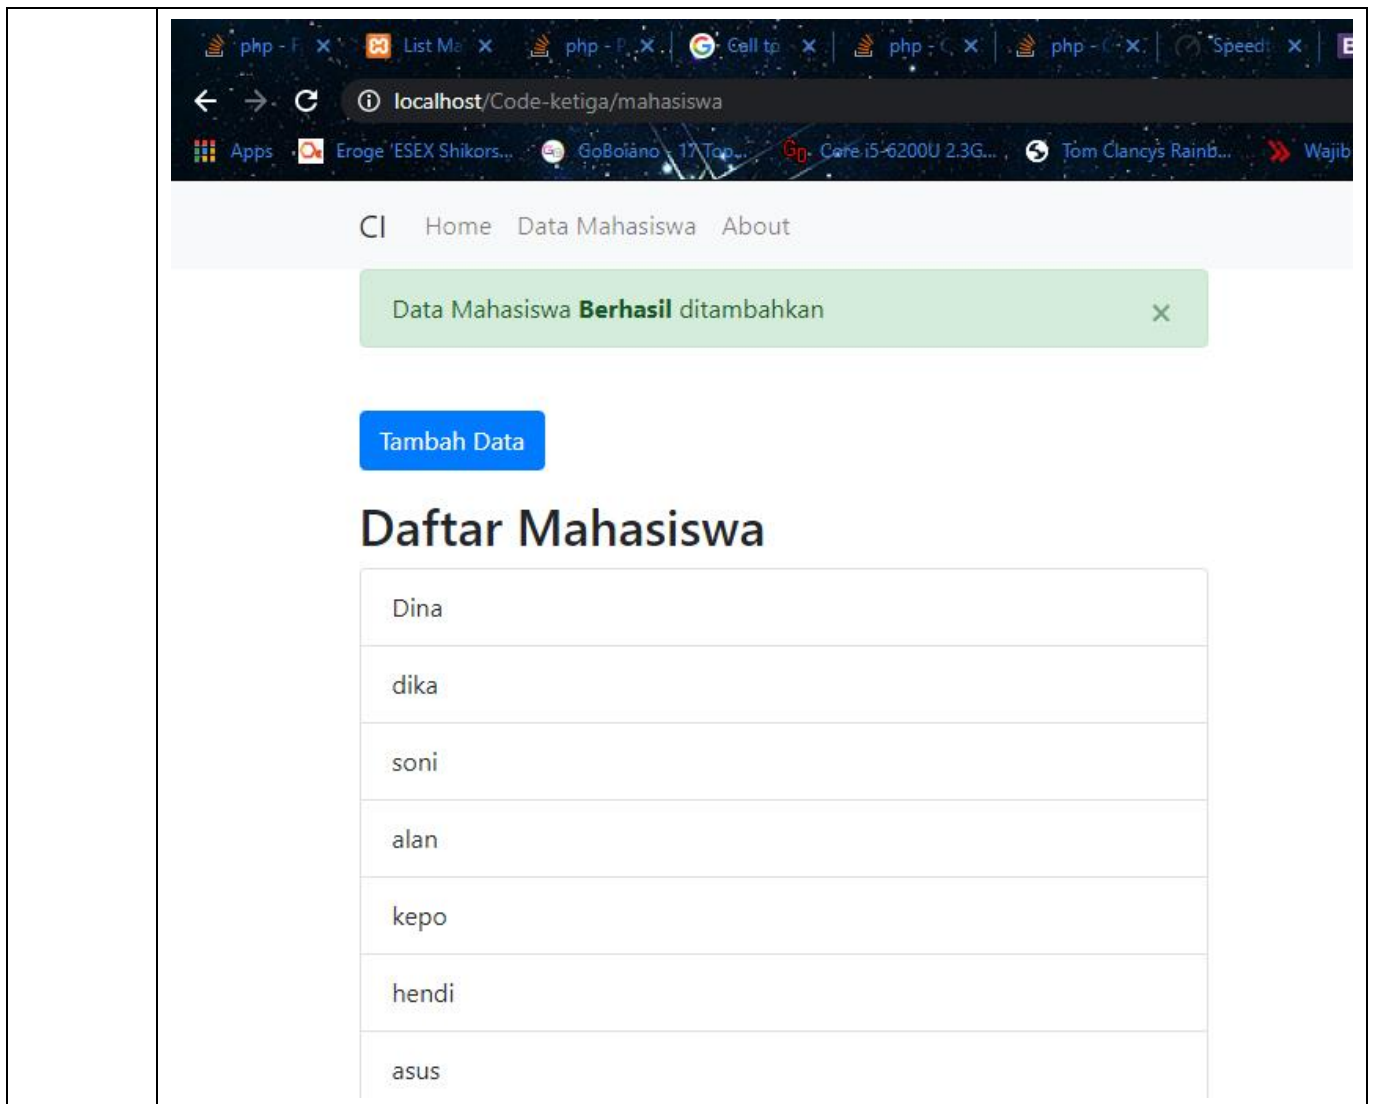 php - F
List Ma
php - P
Call to
php - C
php - C
Speed
localhost/Code-ketiga/mahasiswa
Apps
Eroge 'ESEX Shikors...
GoBoiano - 17 Top...
Core i5-6200U 2.3G...
Tom Clancys Rainb...
Wajib
CI Home Data Mahasiswa About
Data Mahasiswa Berhasil ditambahkan ×
Tambah Data
Daftar Mahasiswa
Dina
dika
soni
alan
kepo
hendi
asus